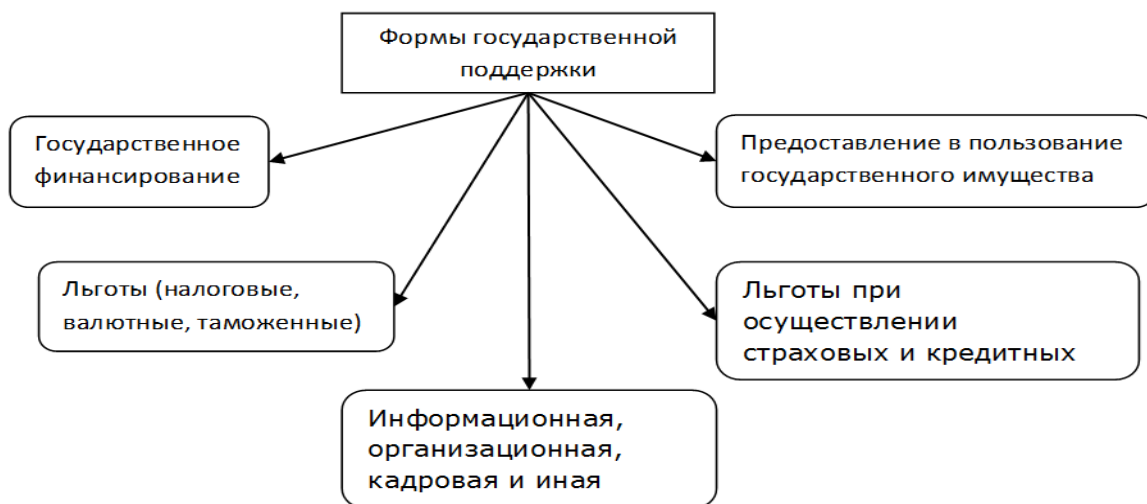 Формы государственной
поддержки
Государственное
финансирование
Предоставление в пользование
государственного имущества
Льготы (налоговые,
валютные, таможенные)
Льготы при
осуществлении
страховых и кредитных
Информационная,
организационная,
кадровая и иная